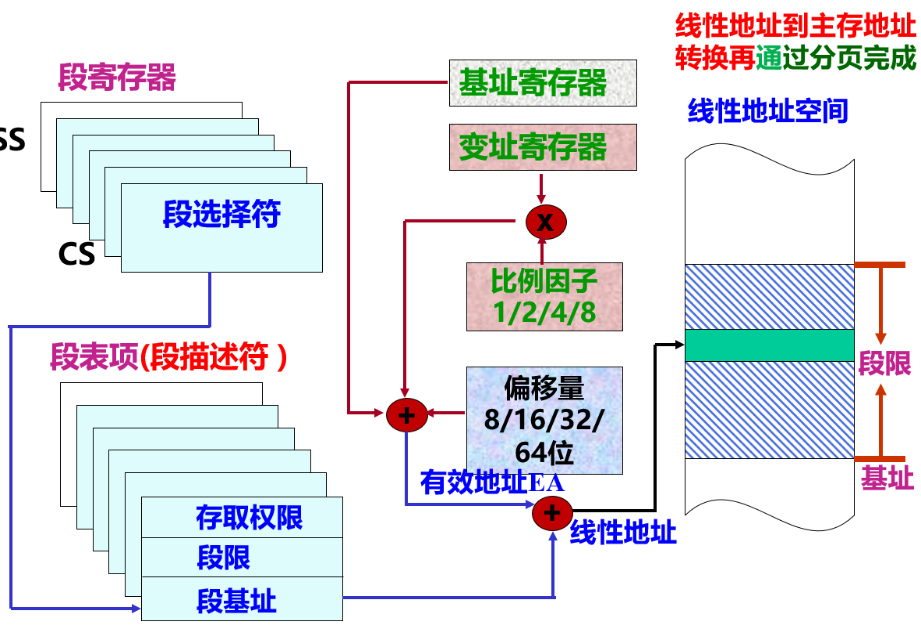 线性地址到主存地址
转换再通过分页完成
段寄存器
SS
段选择符
CS
基址寄存器
变址寄存器
X
比例因子
1/2/4/8
线性地址空间
段表项(段描述符 )
偏移量
8/16/32/
64位
+
有效地址EA
+
线性地址
段限
基址
存取权限
段限
段基址